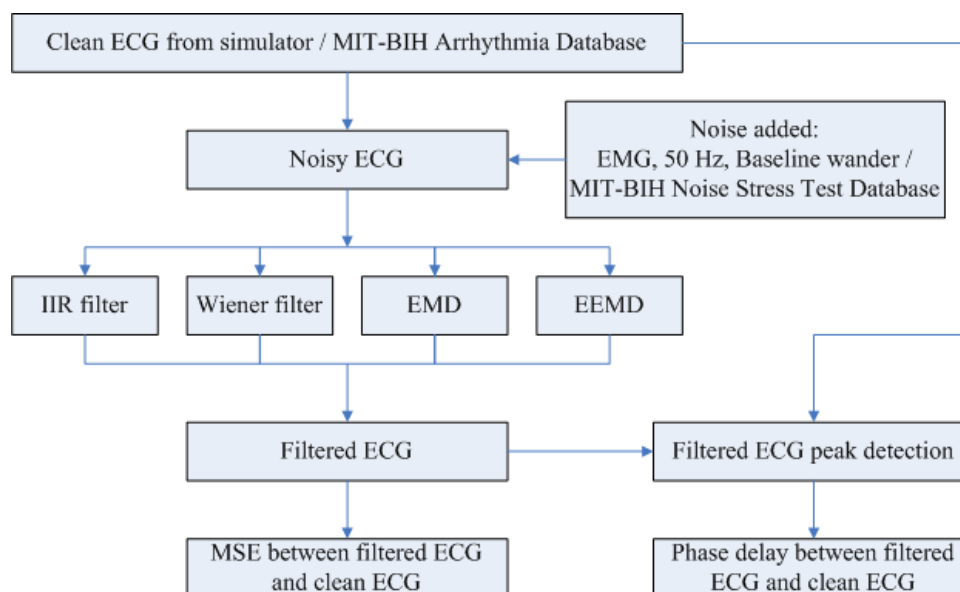 Clean ECG from simulator / MIT-BIH Arrhythmia Database
Noisy ECG
Noise added:
EMG, 50 Hz, Baseline wander /
MIT-BIH Noise Stress Test Database
IIR filter
Wiener filter
EMD
EEMD
Filtered ECG
Filtered ECG peak detection
MSE between filtered ECG
and clean ECG
Phase delay between filtered
ECG and clean ECG